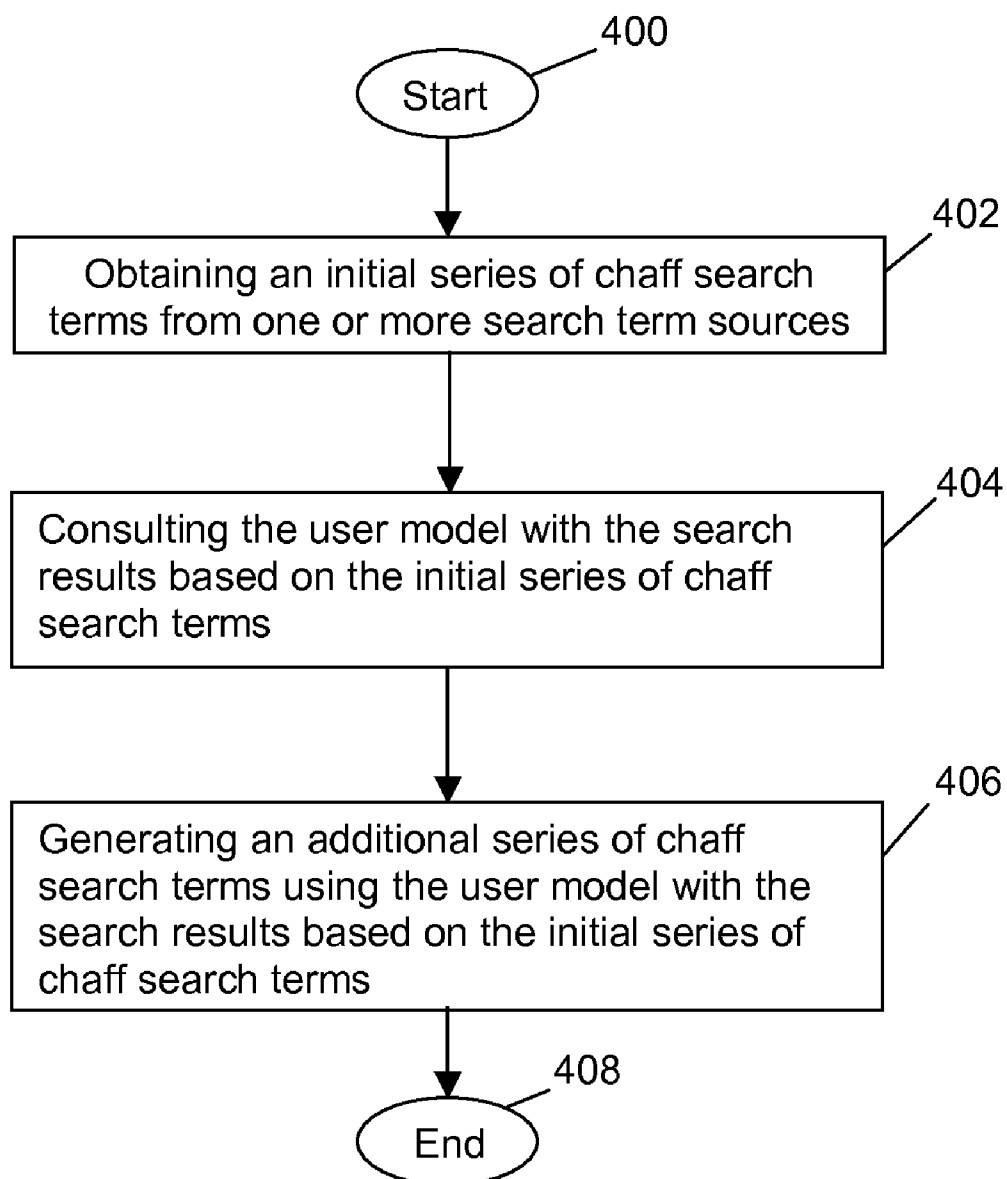 400
Start
402
Obtaining an initial series of chaff search
terms from one or more search term sources
404
Consulting the user model with the search
results based on the initial series of chaff
search terms
406
Generating an additional series of chaff
search terms using the user model with the
search results based on the initial series of
chaff search terms
408
End